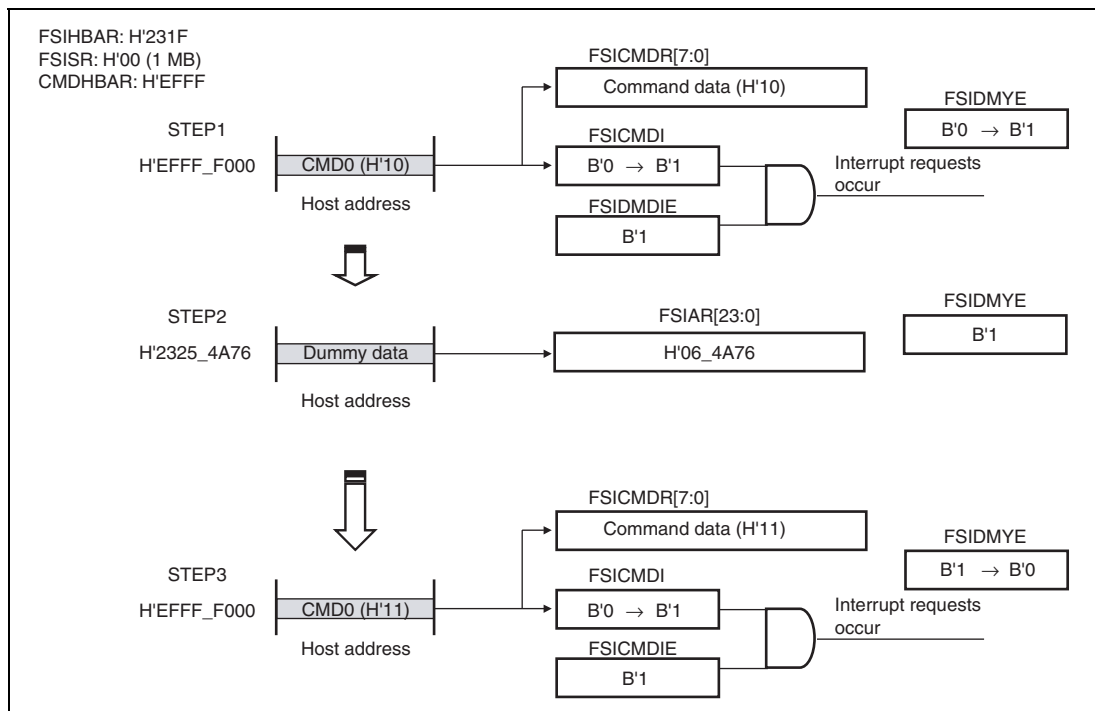 FSIHBAR: H'231F
FSISR: H'00 (1 MB)
CMDHBAR: H'EFFF
FSICMDR[7:0]
Command data (H'10)
FSIDMYE
B'0 → B'1
STEP1
H'EFFF_F000
CMD0 (H'10)
Host address
FSICMDI
B'0 → B'1
FSIDMDIE
B'1
Interrupt requests
occur
STEP2
H'2325_4A76
Dummy data
Host address
FSIAR[23:0]
H'06_4A76
FSIDMYE
B'1
FSICMDR[7:0]
Command data (H'11)
FSIDMYE
B'1 → B'0
STEP3
H'EFFF_F000
CMD0 (H'11)
Host address
FSICMDI
B'0 → B'1
FSICMDIE
B'1
Interrupt requests
occur